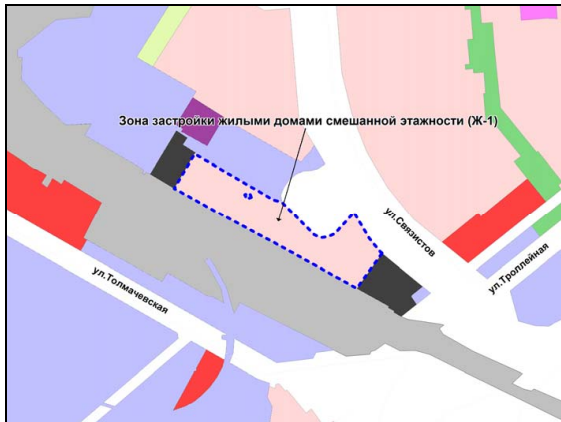 Зона застройки жилыми домами смешанной этажности (Ж-1)
ул.Связистов
ул.Троллейная
ул.Толмачевская